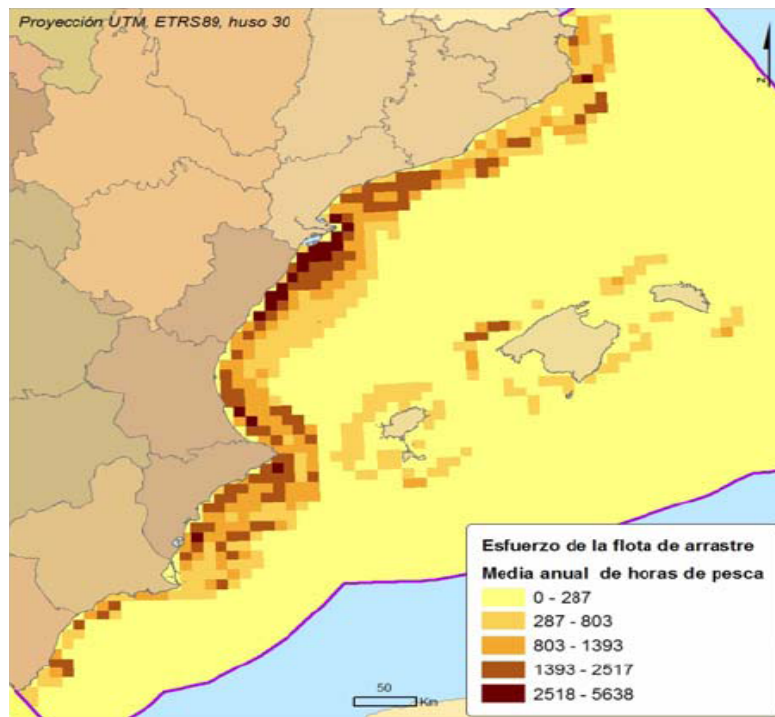 Proyección UTM, ETRS89, huso 30
N
Esfuerzo de la flota de arrastre
Media anual de horas de pesca
0 - 287
287 - 803
803 - 1393
1393 - 2517
2518 - 5638
50
Km